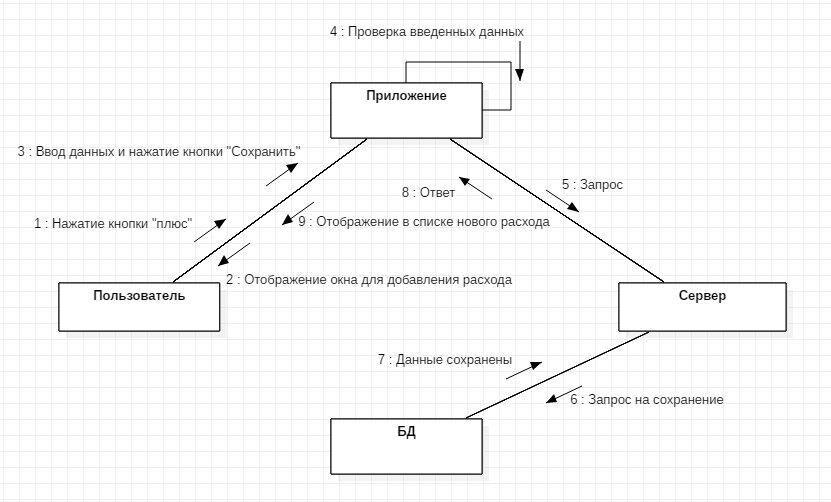 4 : Проверка введенных данных
Приложение
3 : Ввод данных и нажатие кнопки "Сохранить"
5 : Запрос
8 : Ответ
1 : Нажатие кнопки "плюс"
9 : Отображение в списке нового расхода
2 : Отображение окна для добавления расхода
Пользователь
Сервер
7 : Данные сохранены
6 : Запрос на сохранение
БД